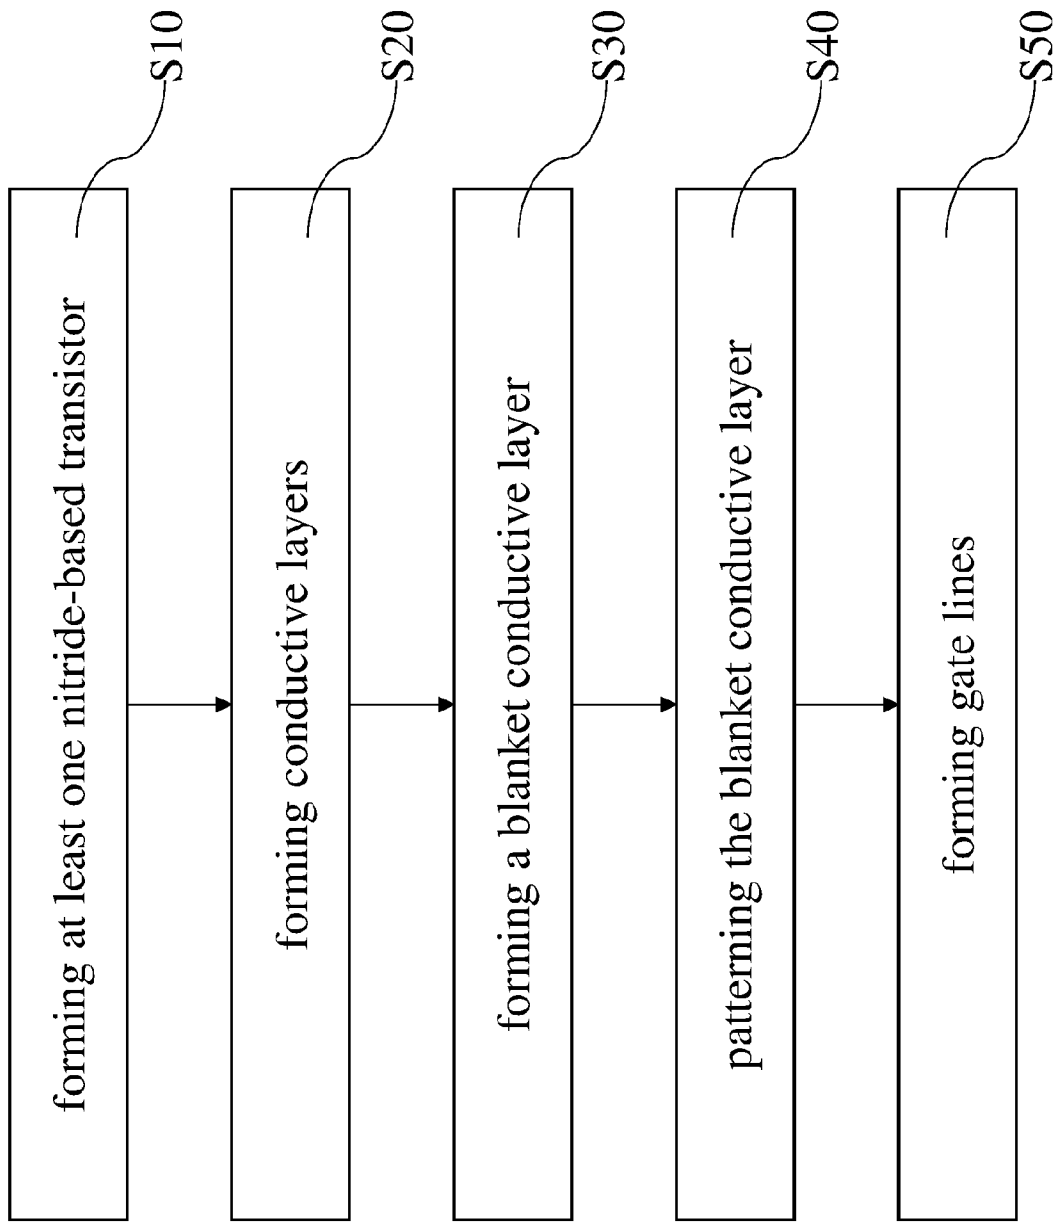 forming at least one nitride-based transistor
S10
forming conductive layers
S20
forming a blanket conductive layer
S30
patterning the blanket conductive layer
S40
forming gate lines
S50